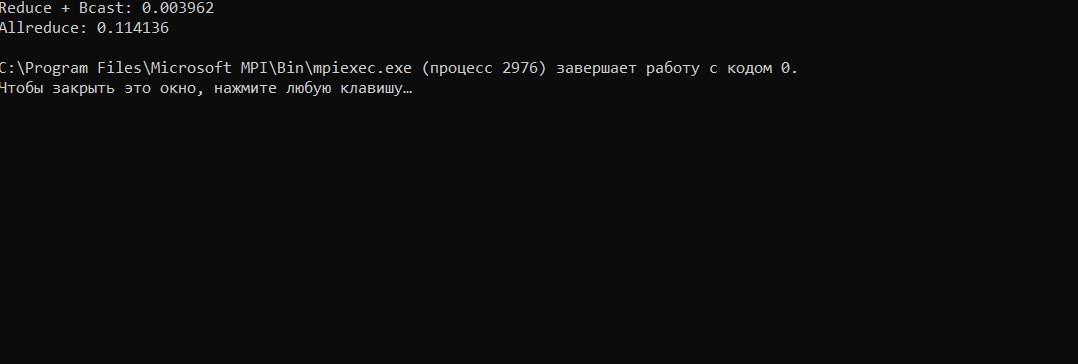 Reduce + Bcast: 0.003962
Allreduce: 0.114136
C:\Program Files\Microsoft MPI\Bin\mpiexec.exe (процесс 2976) завершает работу с кодом 0.
Чтобы закрыть это окно, нажмите любую клавишу…